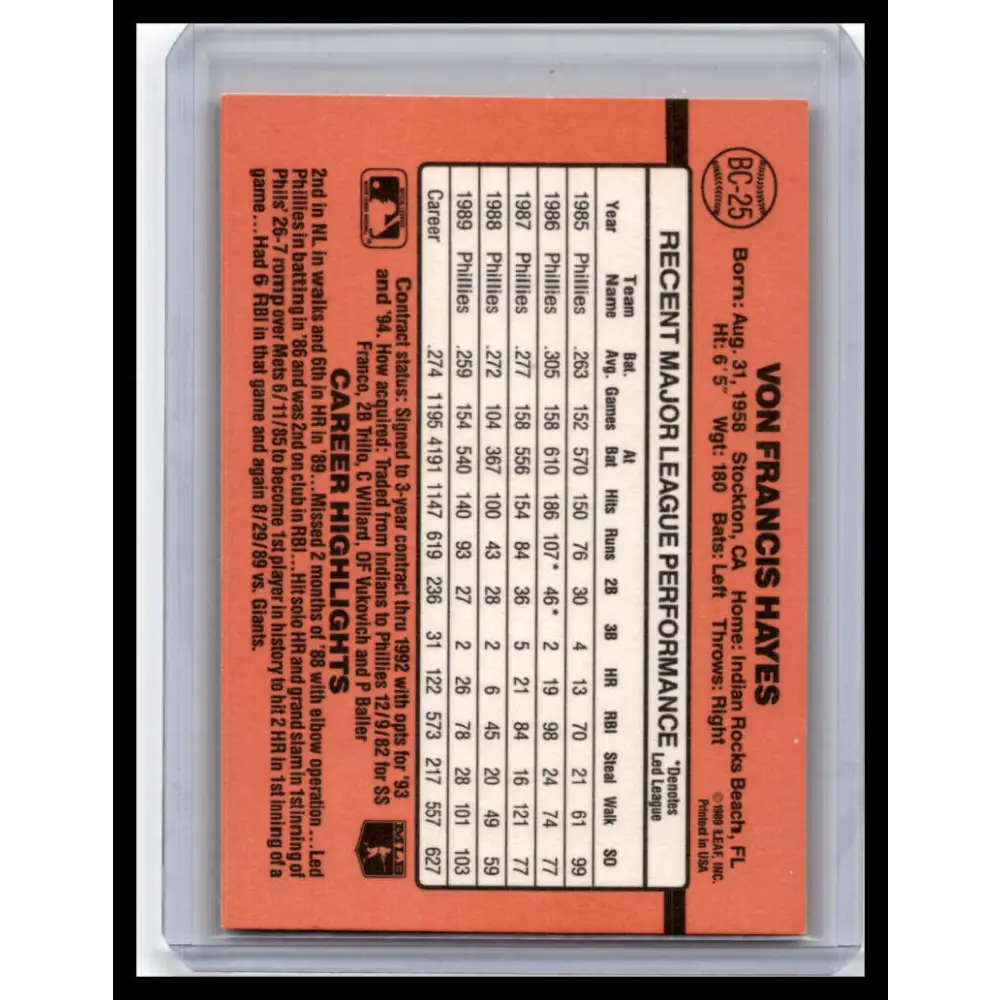 BC-25
VON FRANCIS HAYES
Born: Aug. 31, 1958 Stockton, CA Home: Indian Rocks Beach, FL
Ht: 6'5" Wgt: 180 Bats: Left Throws: Right
©1989 LEAF, INC.
Printed in USA
RECENT MAJOR LEAGUE PERFORMANCE *Denotes Led League
Year Team Name Bat. Avg. Games At Bat Hits Runs 2B 3B HR RBI Steal Walk SO
1985 Phillies .263 152 570 150 76 30 4 13 70 21 61 99
1986 Phillies .305 158 610 186 107* 46* 2 19 98 24 74 77
1987 Phillies .277 158 556 154 84 36 5 21 84 16 121 77
1988 Phillies .272 104 367 100 43 28 2 6 45 20 49 59
1989 Phillies .259 154 540 140 93 27 2 26 78 28 101 103
Career .274 1195 4191 1147 619 236 31 122 573 217 557 627
Contract status: Signed to 3-year contract thru 1992 with opts for '93
and '94. How acquired: Traded from Indians to Phillies 12/9/82 for SS
Franco, 2B Trillo, C Willard, OF Vukovich and P Baller
MLB
CAREER HIGHLIGHTS
2nd in NL in walks and 6th in HR in '89...Missed 2 months of '88 with elbow operation...Led
Phillies in batting in '86 and was 2nd on club in RBI...Hit solo HR and grand slam in 1st inning of
Phils' 26-7 romp over Mets 6/11/85 to become 1st player in history to hit 2 HR in 1st inning of a
game...Had 6 RBI in that game and again 8/29/89 vs. Giants.